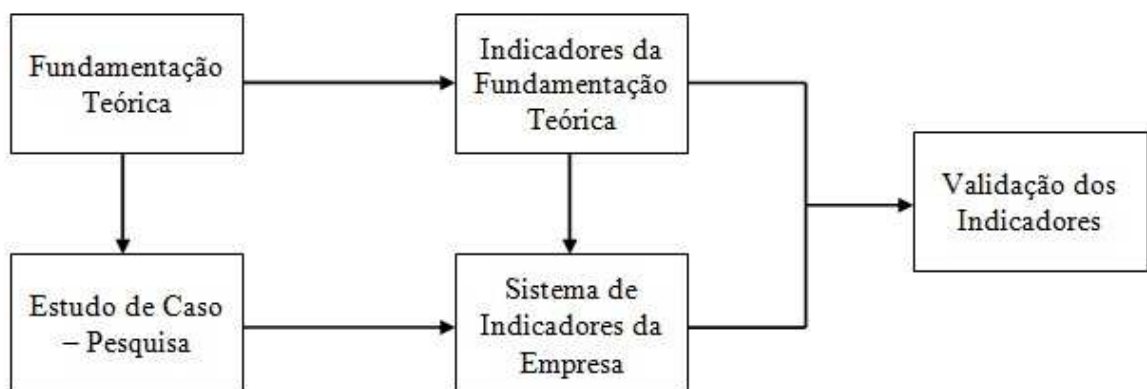 Fundamentação
Teórica
Indicadores da
Fundamentação
Teórica
Validação dos
Indicadores
Estudo de Caso
– Pesquisa
Sistema de
Indicadores da
Empresa